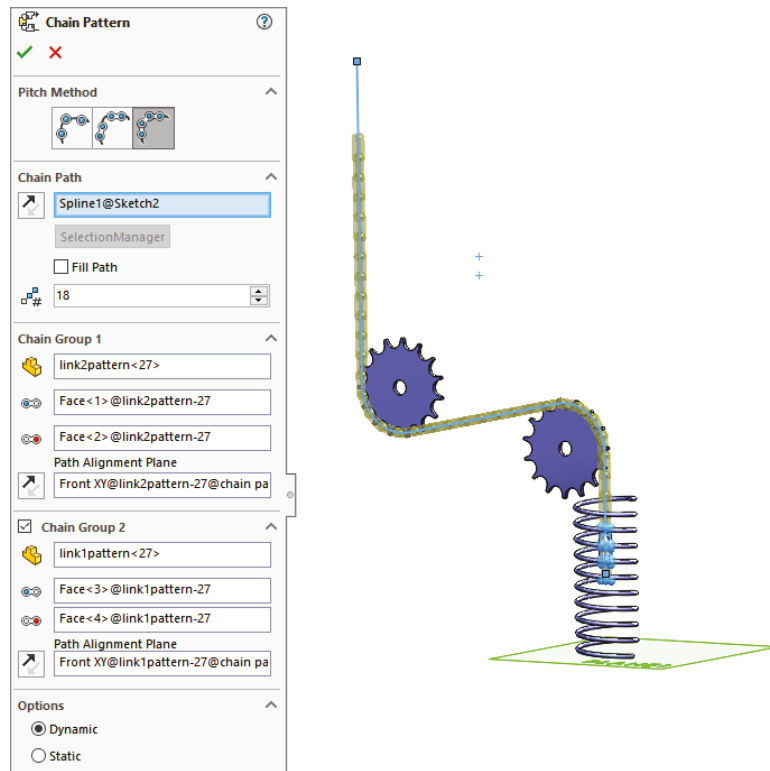 Chain Pattern
Pitch Method
Chain Path
Spline1@Sketch2
SelectionManager
Fill Path
#
18
Chain Group 1
link2pattern<27>
Face<1>@link2pattern-27
Face<2>@link2pattern-27
Path Alignment Plane
Front XY@link2pattern-27@chain pa
Chain Group 2
link1pattern<27>
Face<3>@link1pattern-27
Face<4>@link1pattern-27
Path Alignment Plane
Front XY@link1pattern-27@chain pa
Options
Dynamic
Static